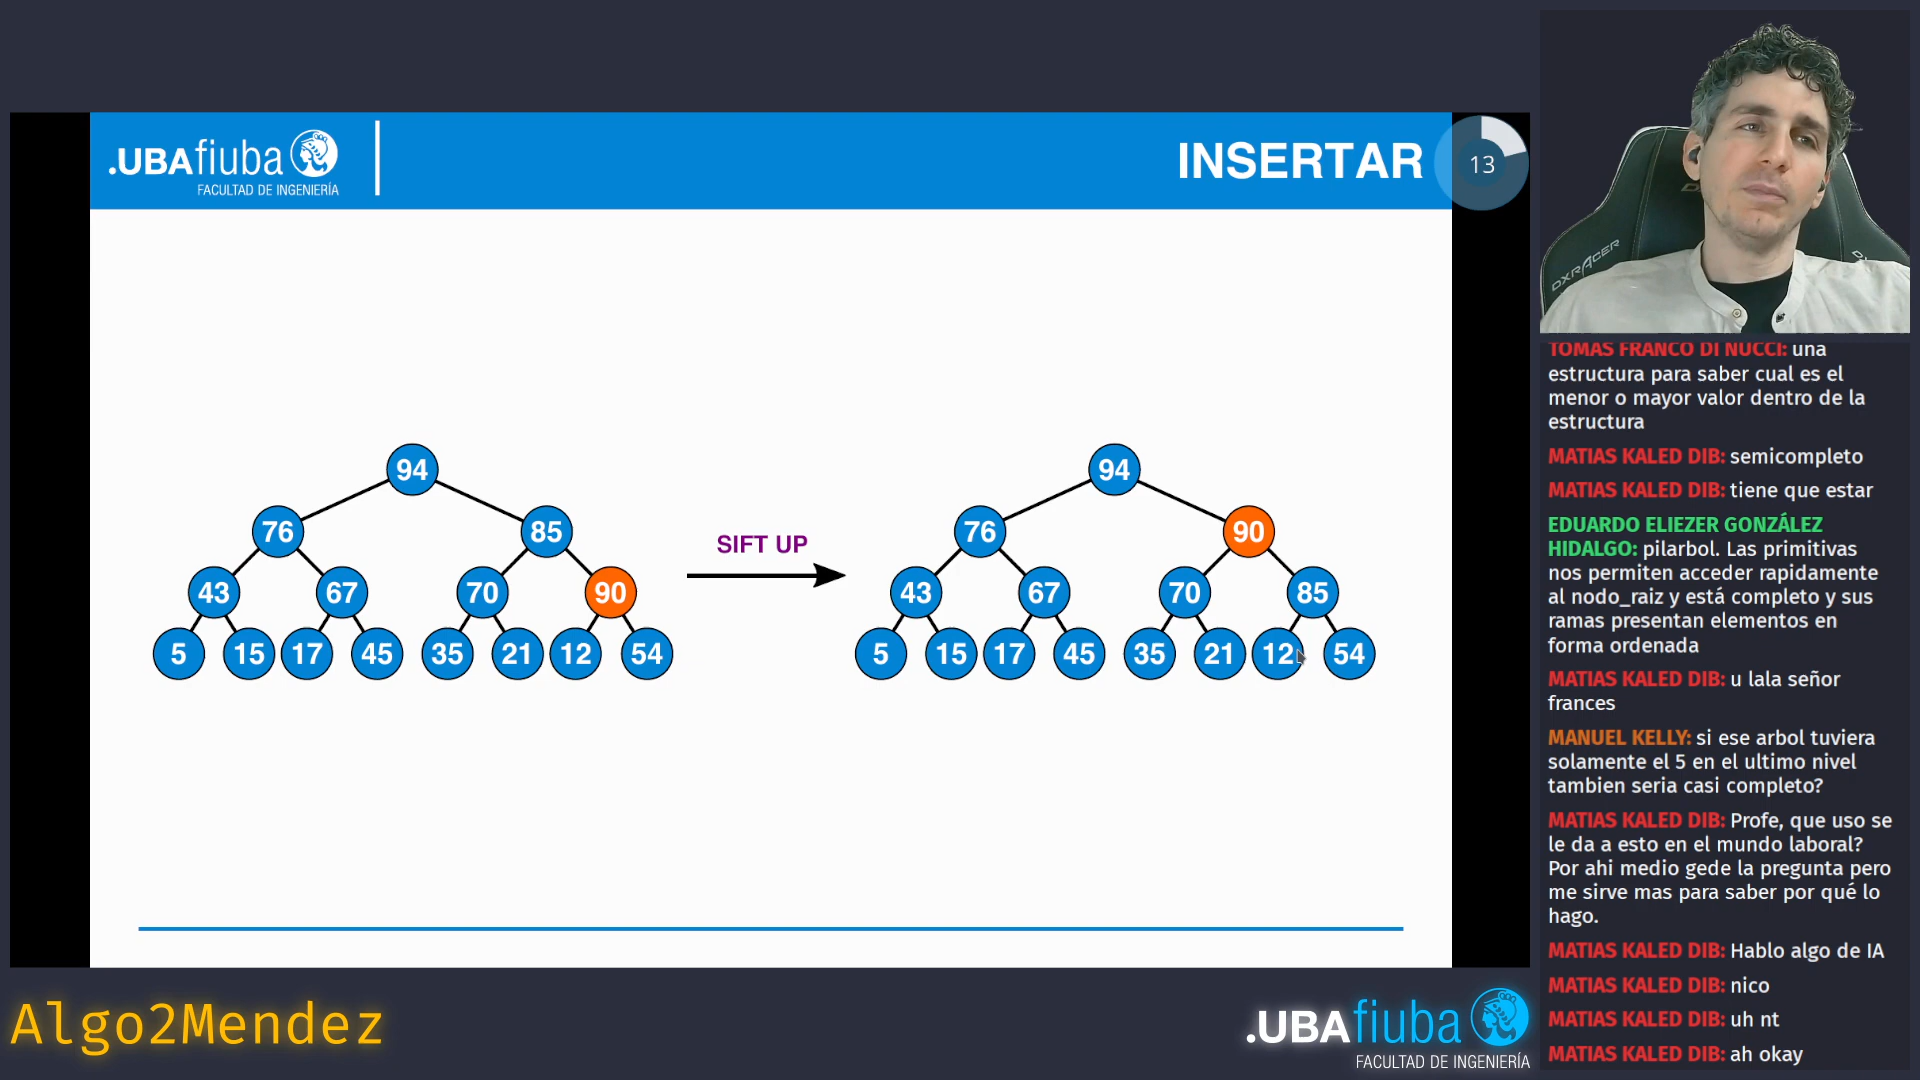 .UBAfiuba
FACULTAD DE INGENIERÍA
INSERTAR
13
94
76
85
43
67
70
90
5
15
17
45
35
21
12
54
SIFT UP
94
76
90
43
67
70
85
5
15
17
45
35
21
12
54
DXRACER
TOMAS FRANCO DI NUCCI: una
estructura para saber cual es el
menor o mayor valor dentro de la
estructura
MATIAS KALED DIB: semicompleto
MATIAS KALED DIB: tiene que estar
EDUARDO ELIEZER GONZÁLEZ
HIDALGO: pilarbol. Las primitivas
nos permiten acceder rapidamente
al nodo_raiz y está completo y sus
ramas presentan elementos en
forma ordenada
MATIAS KALED DIB: u lala señor
frances
MANUEL KELLY: si ese arbol tuviera
solamente el 5 en el ultimo nivel
tambien seria casi completo?
MATIAS KALED DIB: Profe, que uso se
le da a esto en el mundo laboral?
Por ahi medio gede la pregunta pero
me sirve mas para saber por qué lo
hago.
MATIAS KALED DIB: Hablo algo de IA
MATIAS KALED DIB: nico
MATIAS KALED DIB: uh nt
MATIAS KALED DIB: ah okay
Algo2Mendez
.UBAfiuba
FACULTAD DE INGENIERÍA